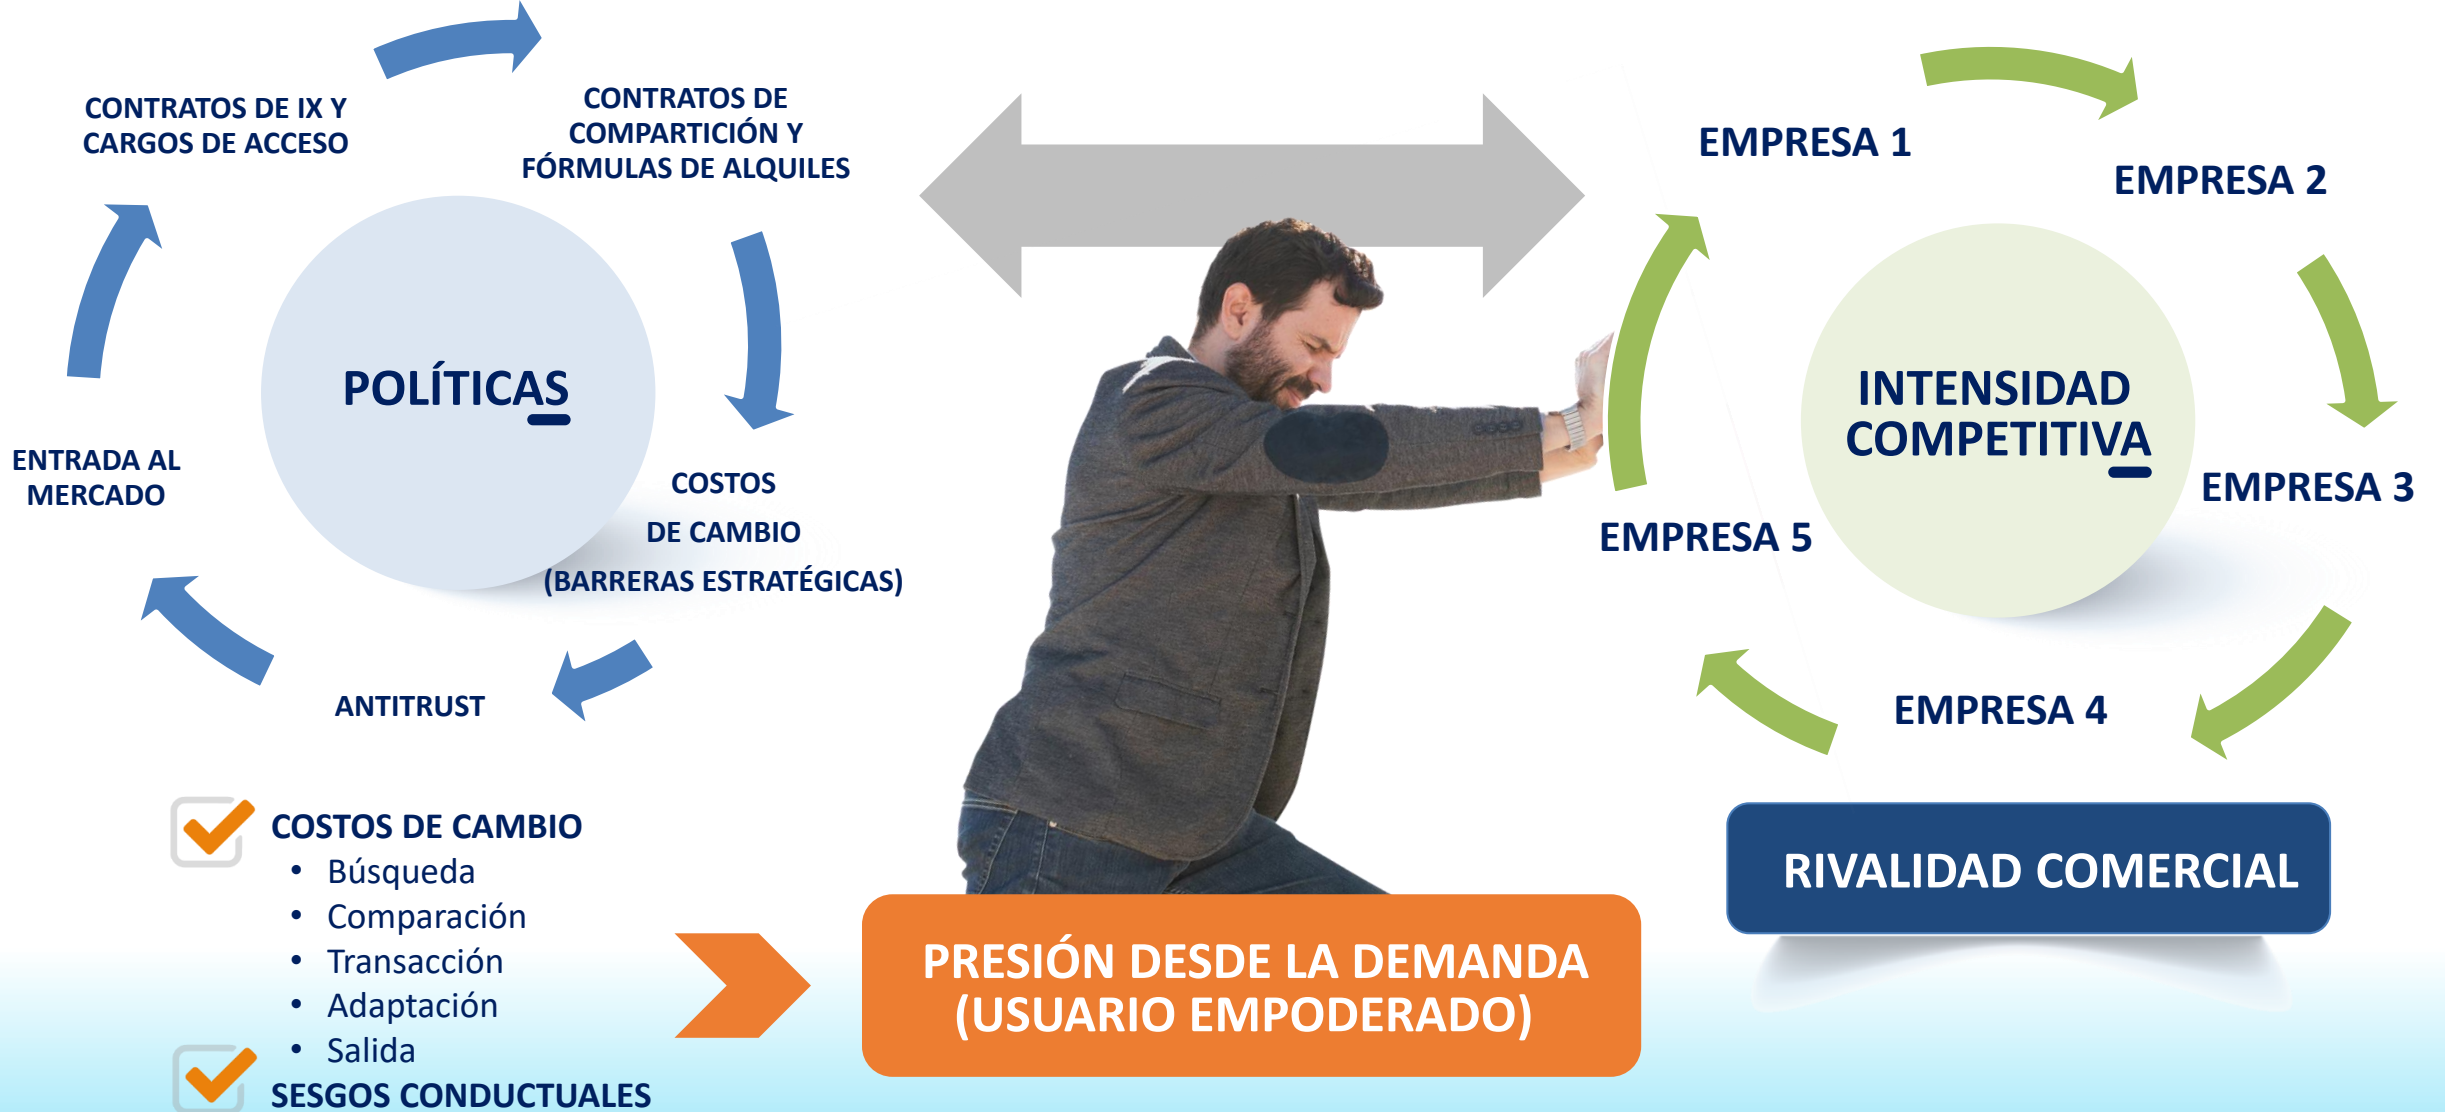 CONTRATOS DE IX Y
CARGOS DE ACCESO
CONTRATOS DE
COMPARTICIÓN Y
FÓRMULAS DE ALQUILES
POLÍTICAS
ENTRADA AL
MERCADO
COSTOS
DE CAMBIO
(BARRERAS ESTRATÉGICAS)
ANTITRUST
EMPRESA 1
EMPRESA 2
INTENSIDAD
COMPETITIVA
EMPRESA 3
EMPRESA 5
EMPRESA 4
COSTOS DE CAMBIO
• Búsqueda
• Comparación
• Transacción
• Adaptación
• Salida
SESGOS CONDUCTUALES
PRESIÓN DESDE LA DEMANDA
(USUARIO EMPODERADO)
RIVALIDAD COMERCIAL